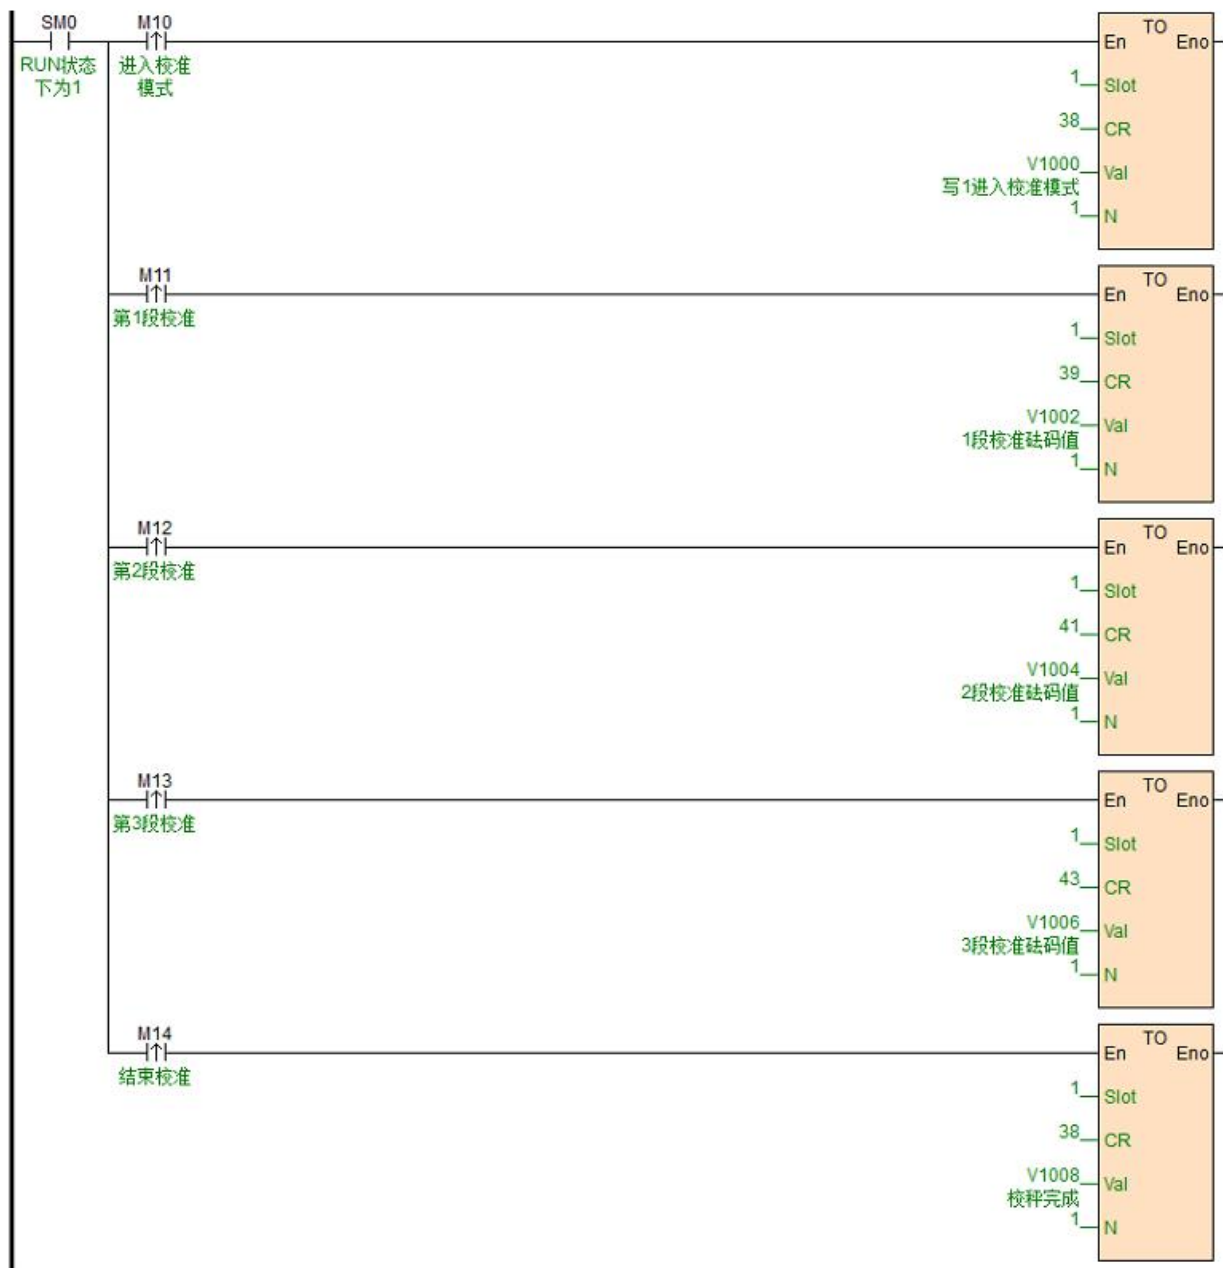 SM0
RUN状态
下为1
M10
进入校准
模式
TO
En
Eno
1
Slot
38
CR
V1000
写1进入校准模式
Val
1
N
M11
第1段校准
TO
En
Eno
1
Slot
39
CR
V1002
1段校准砝码值
Val
1
N
M12
第2段校准
TO
En
Eno
1
Slot
41
CR
V1004
2段校准砝码值
Val
1
N
M13
第3段校准
TO
En
Eno
1
Slot
43
CR
V1006
3段校准砝码值
Val
1
N
M14
结束校准
TO
En
Eno
1
Slot
38
CR
V1008
校秤完成
Val
1
N